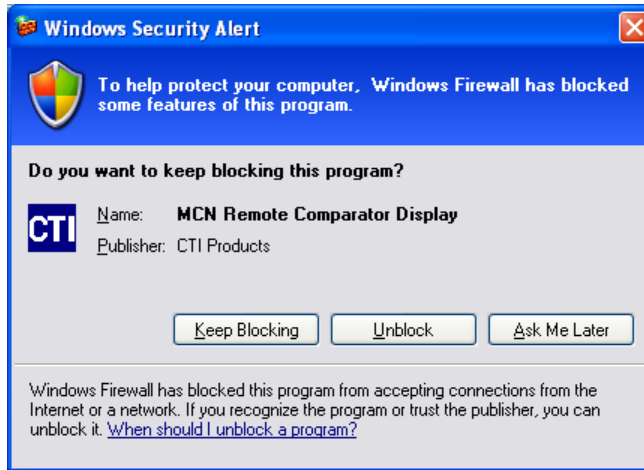 Windows Security Alert
To help protect your computer, Windows Firewall has blocked
some features of this program.
Do you want to keep blocking this program?
CTI
Name: MCN Remote Comparator Display
Publisher: CTI Products
Keep Blocking Unblock Ask Me Later
Windows Firewall has blocked this program from accepting connections from the
Internet or a network. If you recognize the program or trust the publisher, you can
unblock it. When should I unblock a program?